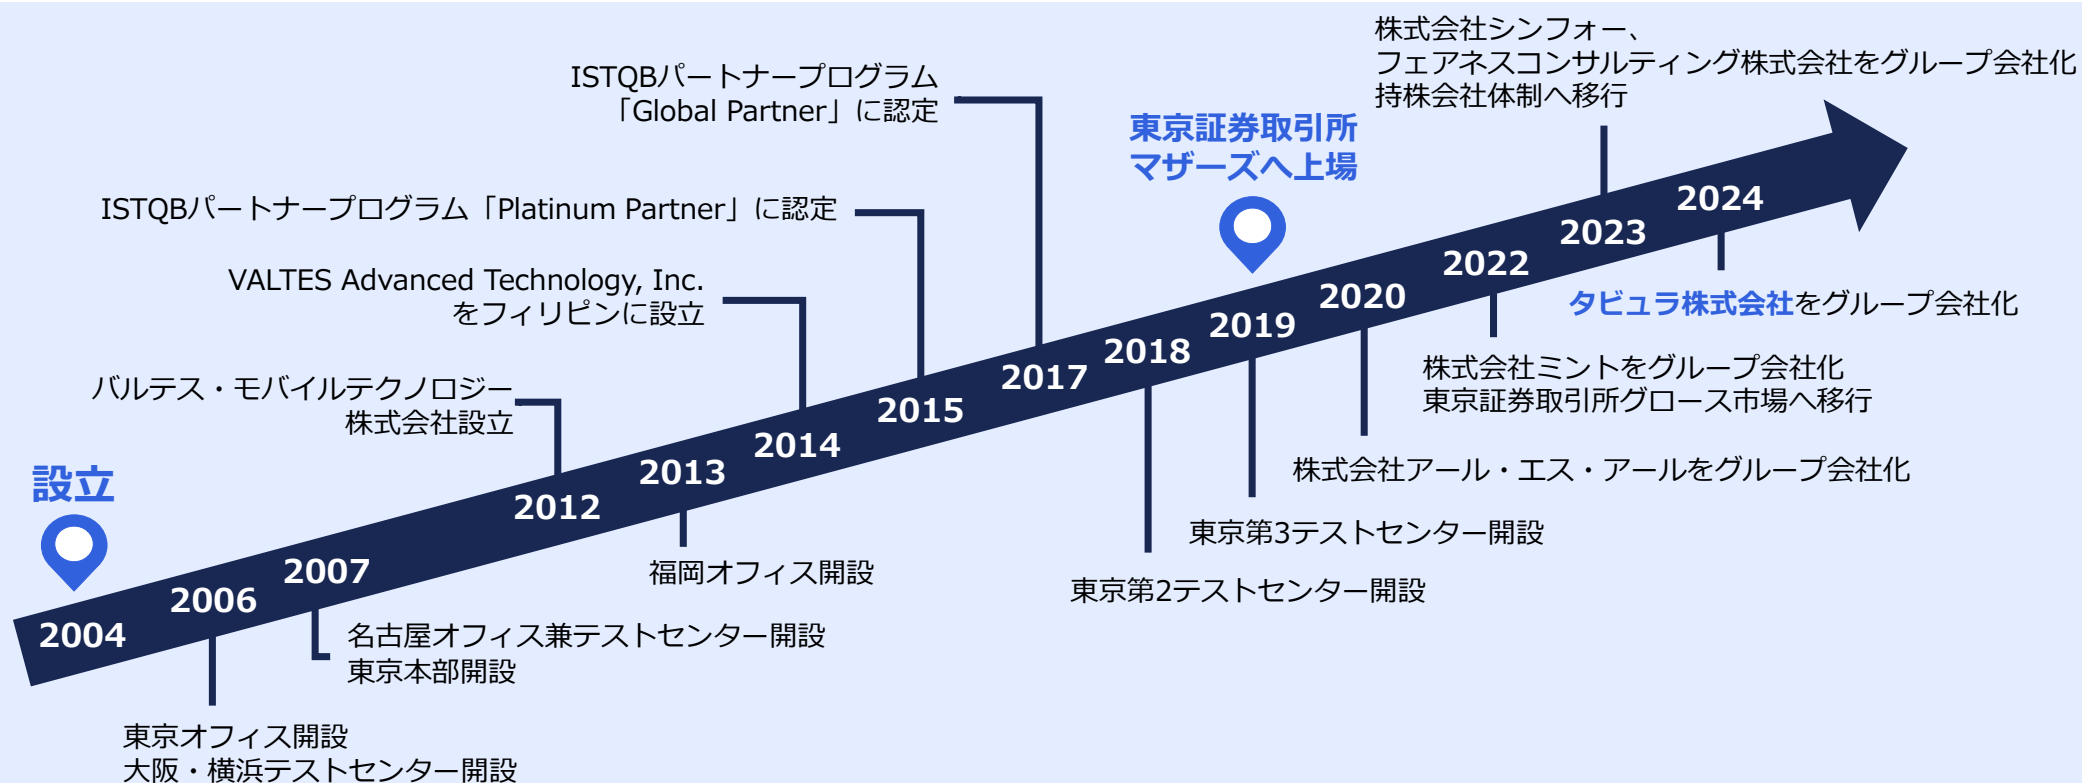 株式会社シンフォー、
フェアネスコンサルティング株式会社をグループ会社化
持株会社体制へ移行
ISTQBパートナープログラム
「Global Partner」に認定
東京証券取引所
マザーズへ上場
ISTQBパートナープログラム「Platinum Partner」に認定
VALTES Advanced Technology, Inc.
をフィリピンに設立
バルテス・モバイルテクノロジー
株式会社設立
設立
2004
2006
2007
2012
2013
2014
2015
2017
2018
2019
2020
2022
2023
2024
タビュラ株式会社をグループ会社化
株式会社ミントをグループ会社化
東京証券取引所グロース市場へ移行
株式会社アール・エス・アールをグループ会社化
東京第3テストセンター開設
東京第2テストセンター開設
福岡オフィス開設
名古屋オフィス兼テストセンター開設
東京本部開設
東京オフィス開設
大阪・横浜テストセンター開設